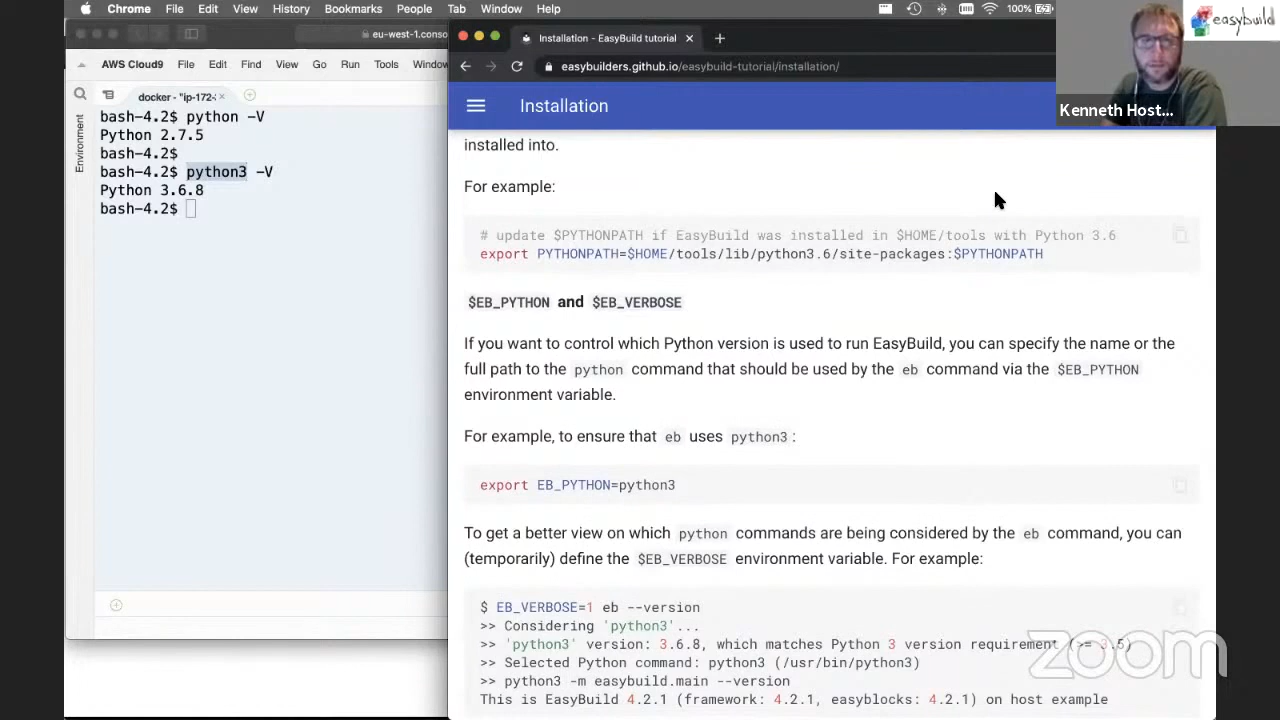 Chrome File Edit View History Bookmarks People Tab Window Help 100%
easybuild
Kenneth Host...
eu-west-1.conso
AWS Cloud9 File Edit Find View Go Run Tools Window
docker - "ip-172-
Environment
bash-4.2$ python -V
Python 2.7.5
bash-4.2$
bash-4.2$ python3 -V
Python 3.6.8
bash-4.2$
Installation - EasyBuild tutorial
easybuilders.github.io/easybuild-tutorial/installation/
Installation
installed into.
For example:
# update $PYTHONPATH if EasyBuild was installed in $HOME/tools with Python 3.6
export PYTHONPATH=$HOME/tools/lib/python3.6/site-packages:$PYTHONPATH
$EB_PYTHON and $EB_VERBOSE
If you want to control which Python version is used to run EasyBuild, you can specify the name or the
full path to the python command that should be used by the eb command via the $EB_PYTHON
environment variable.
For example, to ensure that eb uses python3 :
export EB_PYTHON=python3
To get a better view on which python commands are being considered by the eb command, you can
(temporarily) define the $EB_VERBOSE environment variable. For example:
$ EB_VERBOSE=1 eb --version
>> Considering 'python3'...
>> 'python3' version: 3.6.8, which matches Python 3 version requirement (>= 3.5)
>> Selected Python command: python3 (/usr/bin/python3)
>> python3 -m easybuild.main --version
This is EasyBuild 4.2.1 (framework: 4.2.1, easyblocks: 4.2.1) on host example
zoom